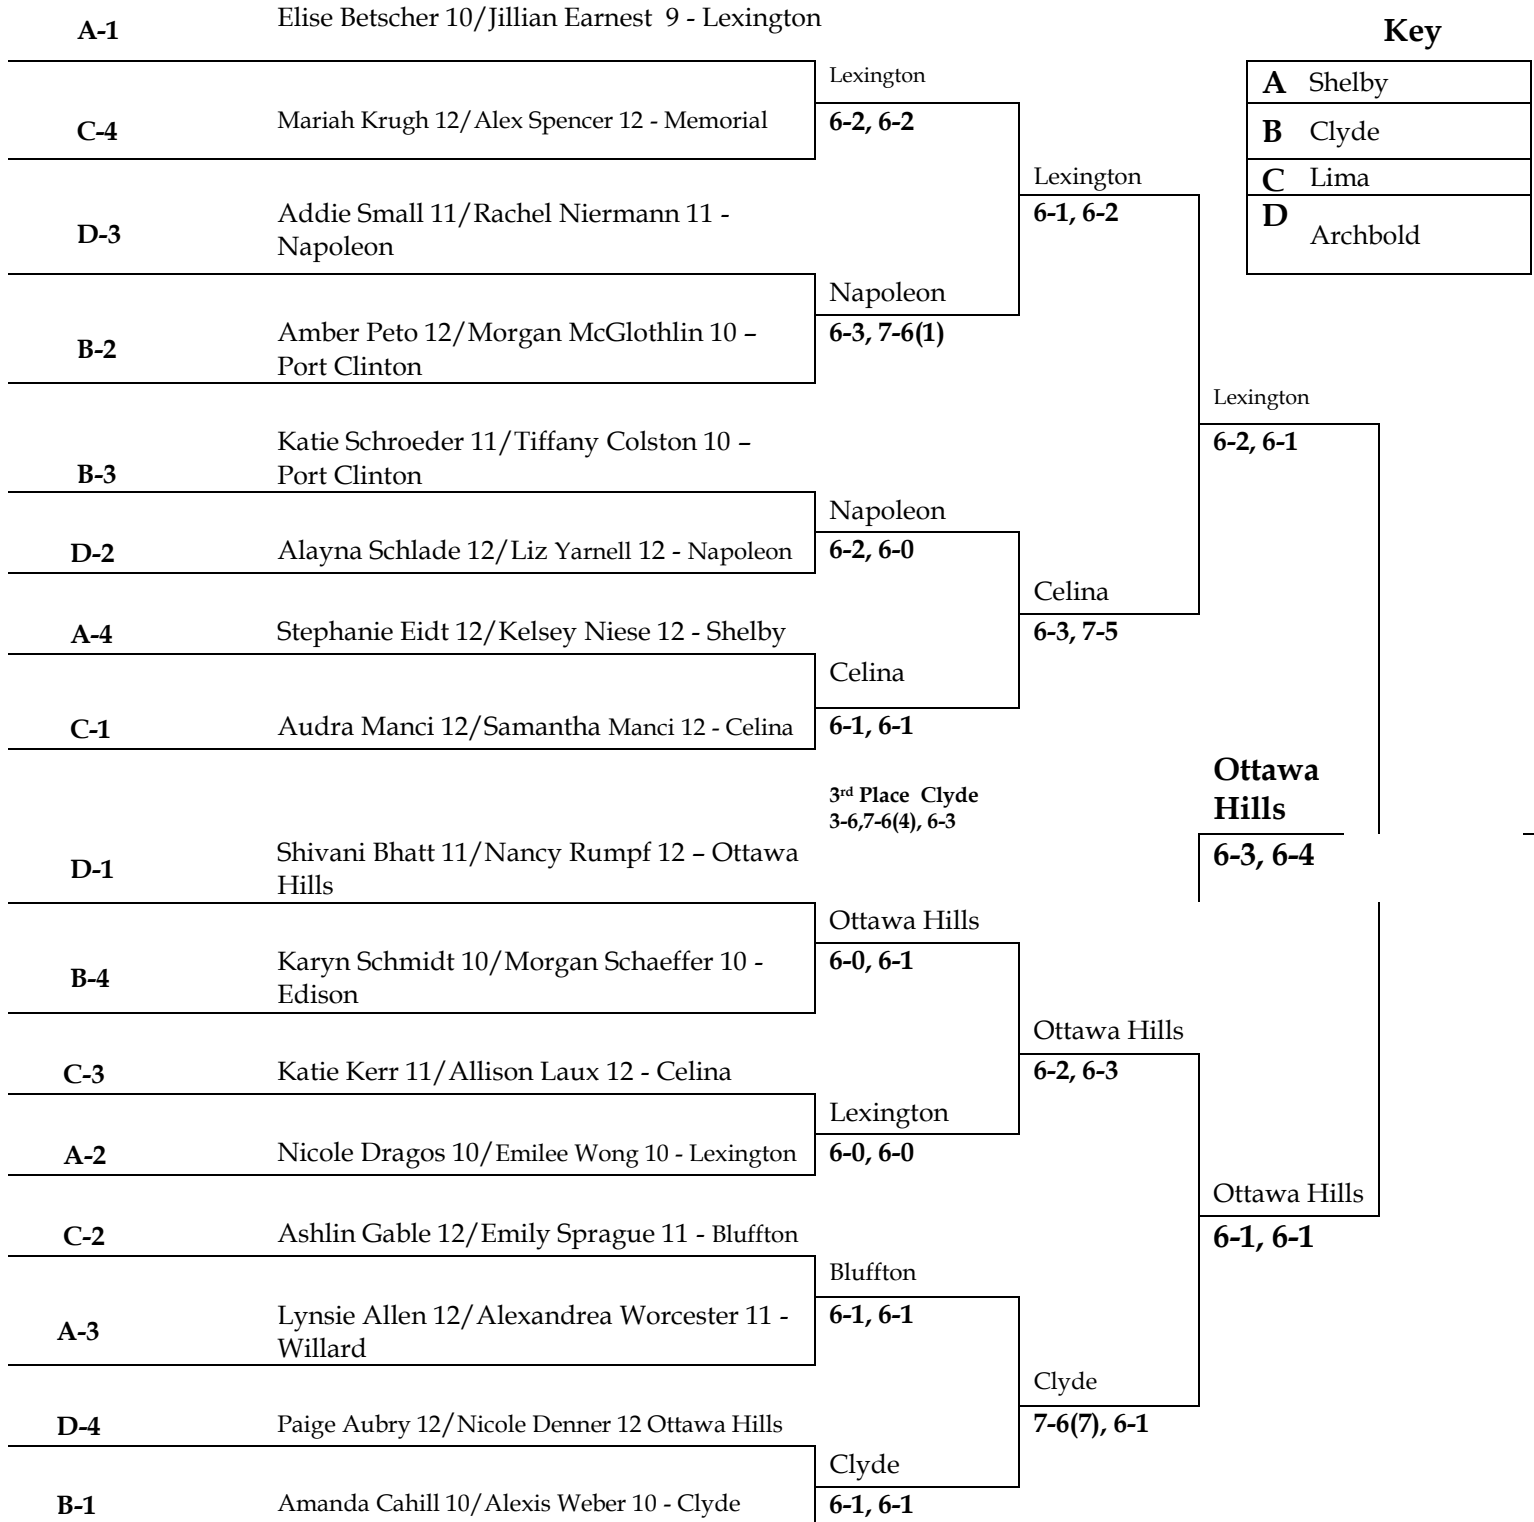 A-1
Elise Betscher 10/Jillian Earnest  9 - Lexington
Key
Lexington
A Shelby
C-4
Mariah Krugh 12/Alex Spencer 12 - Memorial
6-2, 6-2
B Clyde
Lexington
C Lima
D-3
Addie Small 11/Rachel Niermann 11 -
Napoleon
6-1, 6-2
D
Archbold
Napoleon
B-2
Amber Peto 12/Morgan McGlothlin 10 –
Port Clinton
6-3, 7-6(1)
Lexington
B-3
Katie Schroeder 11/Tiffany Colston 10 –
Port Clinton
6-2, 6-1
Napoleon
D-2
Alayna Schlade 12/Liz Yarnell 12 - Napoleon
6-2, 6-0
Celina
A-4
Stephanie Eidt 12/Kelsey Niese 12 - Shelby
6-3, 7-5
Celina
C-1
Audra Manci 12/Samantha Manci 12 - Celina
6-1, 6-1
Ottawa
Hills
3rd Place  Clyde
3-6,7-6(4), 6-3
D-1
Shivani Bhatt 11/Nancy Rumpf 12 – Ottawa
Hills
6-3, 6-4
Ottawa Hills
B-4
Karyn Schmidt 10/Morgan Schaeffer 10 -
Edison
6-0, 6-1
Ottawa Hills
C-3
Katie Kerr 11/Allison Laux 12 - Celina
6-2, 6-3
Lexington
A-2
Nicole Dragos 10/Emilee Wong 10 - Lexington
6-0, 6-0
Ottawa Hills
C-2
Ashlin Gable 12/Emily Sprague 11 - Bluffton
6-1, 6-1
Bluffton
A-3
Lynsie Allen 12/Alexandrea Worcester 11 -
Willard
6-1, 6-1
Clyde
D-4
Paige Aubry 12/Nicole Denner 12 Ottawa Hills
7-6(7), 6-1
Clyde
B-1
Amanda Cahill 10/Alexis Weber 10 - Clyde
6-1, 6-1